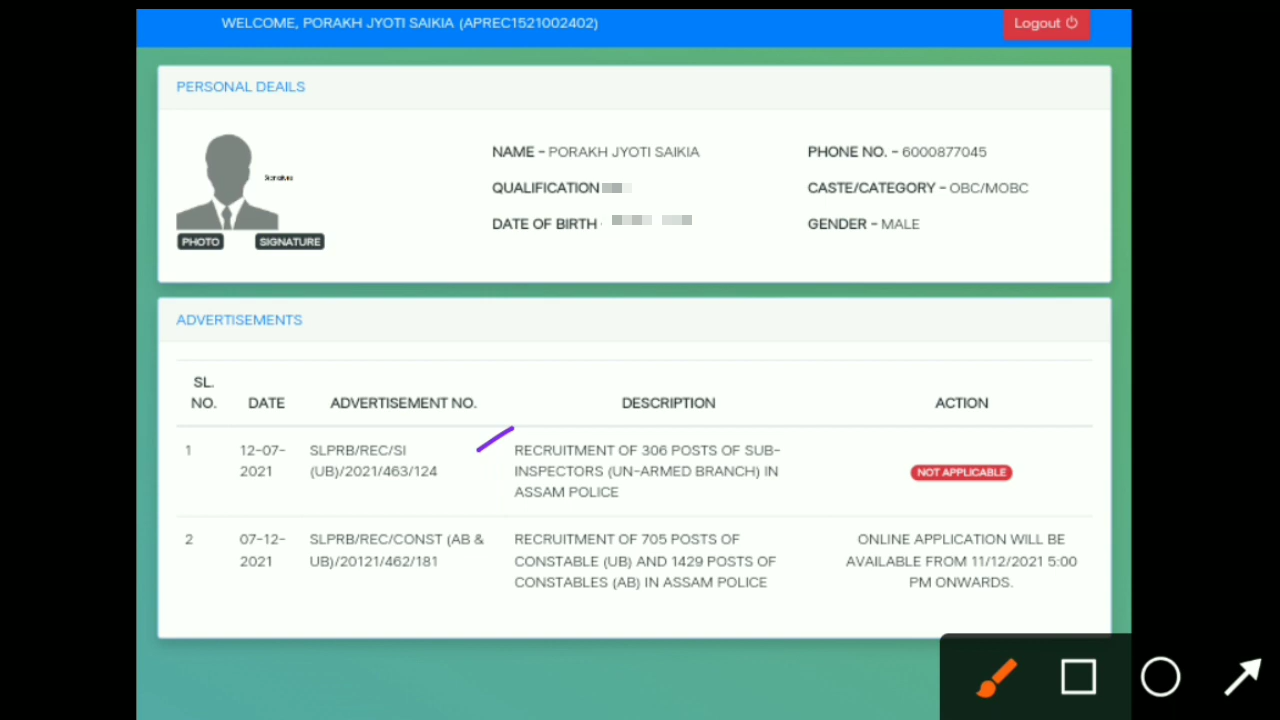 WELCOME, PORAKH JYOTI SAIKIA (APREC1521002402)
Logout
PERSONAL DEAILS
NAME - PORAKH JYOTI SAIKIA
PHONE NO. - 6000877045
QUALIFICATION
CASTE/CATEGORY - OBC/MOBC
DATE OF BIRTH -
GENDER - MALE
Signature
PHOTO
SIGNATURE
ADVERTISEMENTS
SL. NO.
DATE
ADVERTISEMENT NO.
DESCRIPTION
ACTION
1
12-07-
2021
SLPRB/REC/SI
(UB)/2021/463/124
RECRUITMENT OF 306 POSTS OF SUB-
INSPECTORS (UN-ARMED BRANCH) IN
ASSAM POLICE
NOT APPLICABLE
2
07-12-
2021
SLPRB/REC/CONST (AB &
UB)/20121/462/181
RECRUITMENT OF 705 POSTS OF
CONSTABLE (UB) AND 1429 POSTS OF
CONSTABLES (AB) IN ASSAM POLICE
ONLINE APPLICATION WILL BE
AVAILABLE FROM 11/12/2021 5:00
PM ONWARDS.